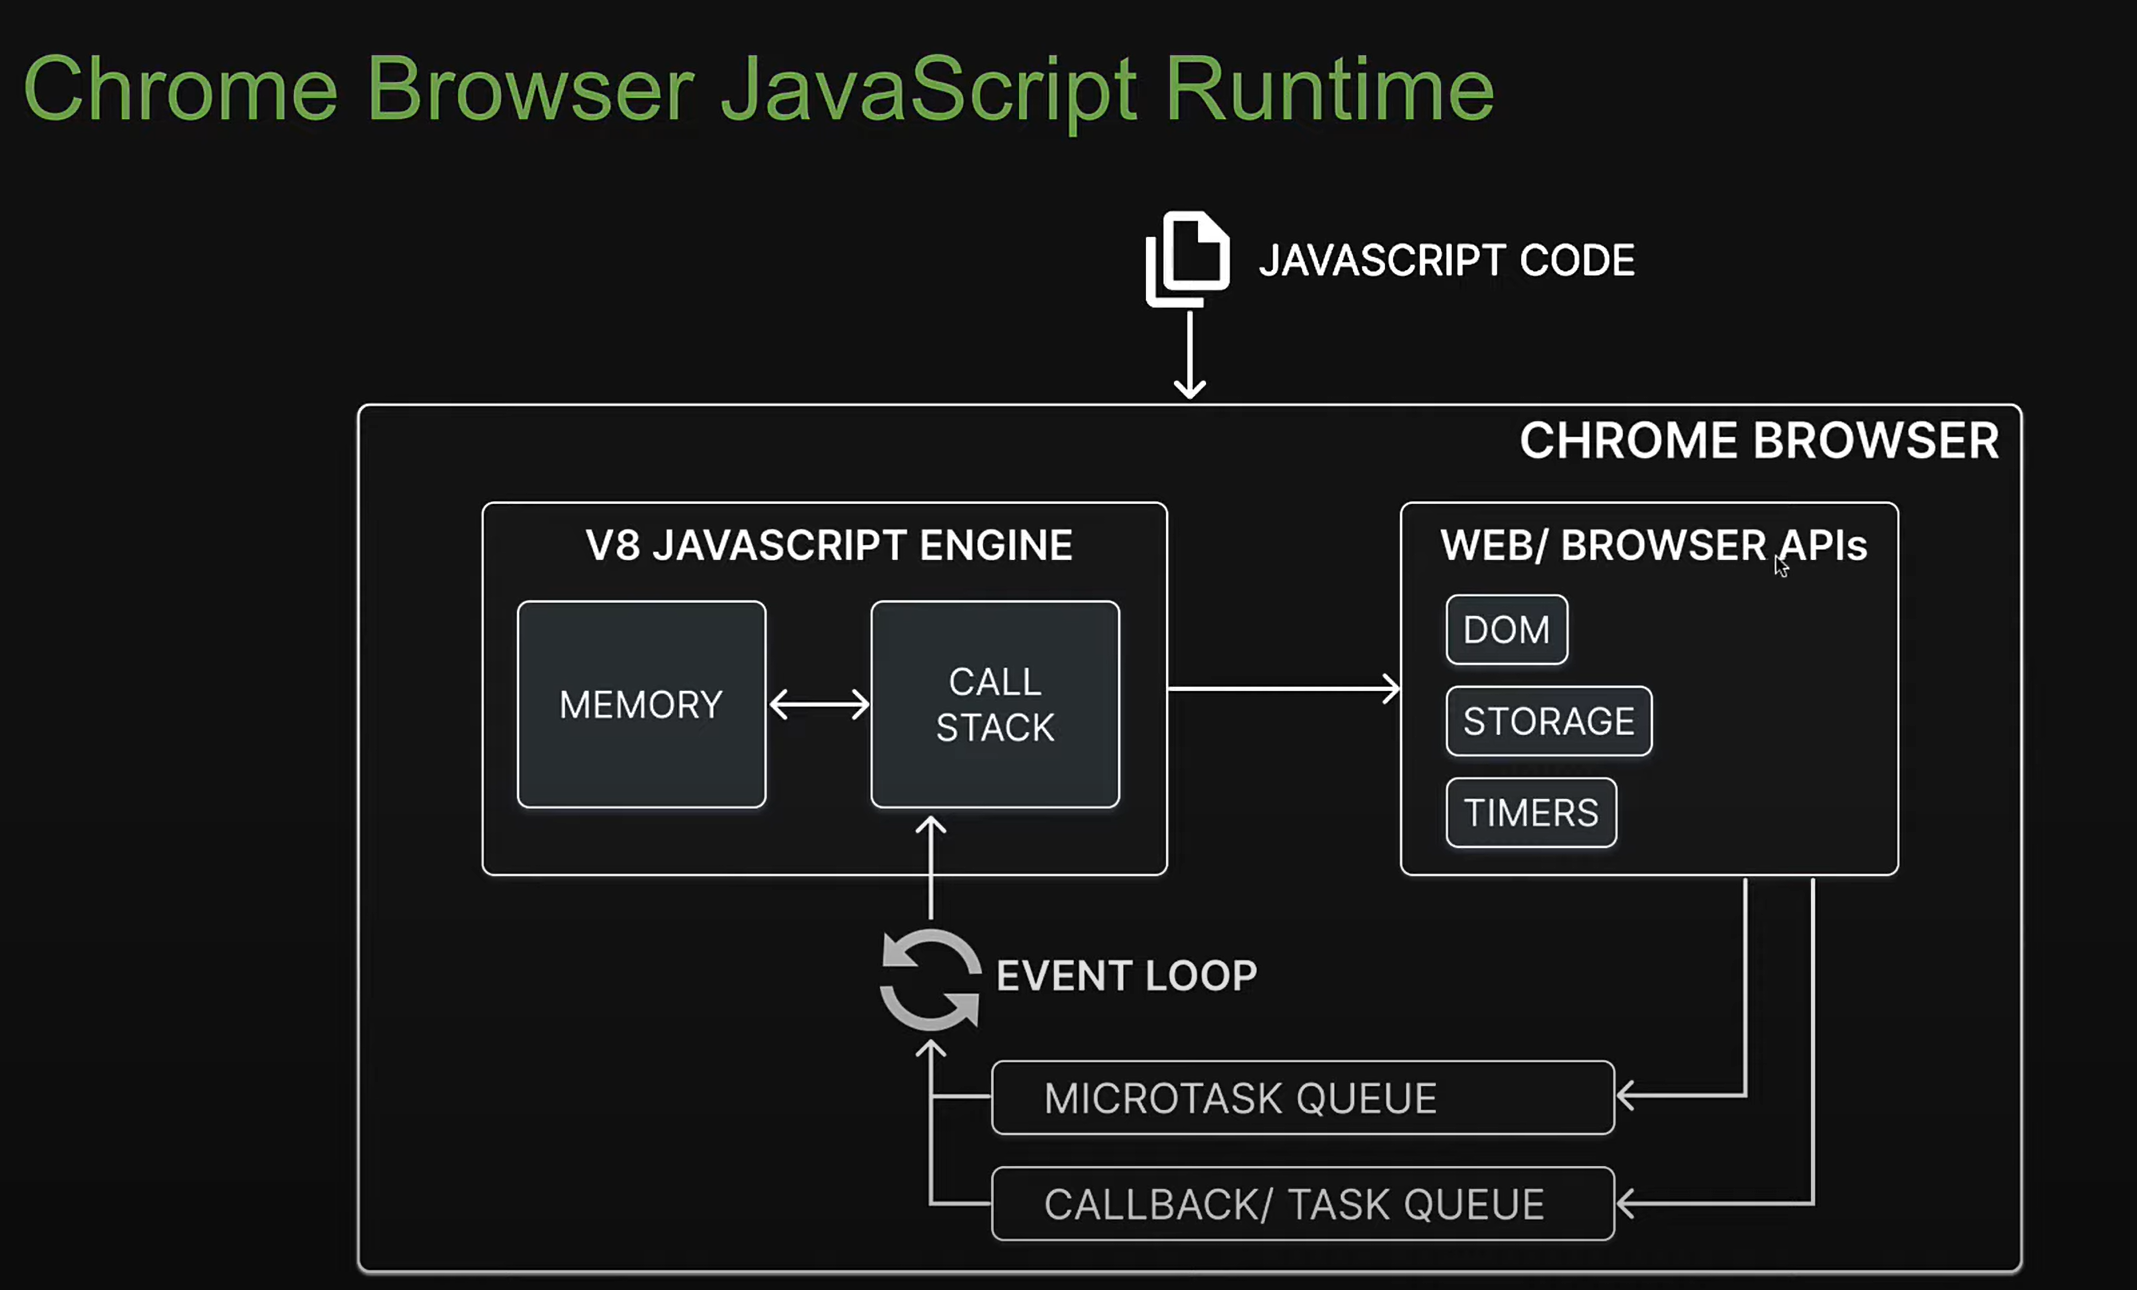 Chrome Browser JavaScript Runtime
JAVASCRIPT CODE
CHROME BROWSER
V8 JAVASCRIPT ENGINE
MEMORY
CALL
STACK
WEB/ BROWSER APIs
DOM
STORAGE
TIMERS
EVENT LOOP
MICROTASK QUEUE
CALLBACK/ TASK QUEUE